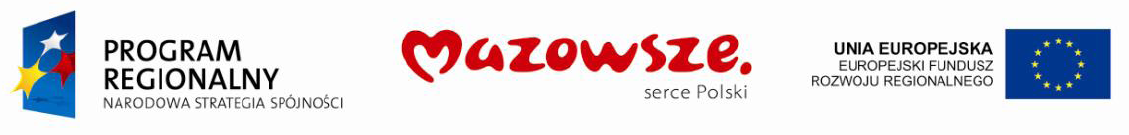 PROGRAM
REGIONALNY
NARODOWA STRATEGIA SPÓJNOŚCI
Mazowsze.
serce Polski
UNIA EUROPEJSKA
EUROPEJSKI FUNDUSZ
ROZWOJU REGIONALNEGO